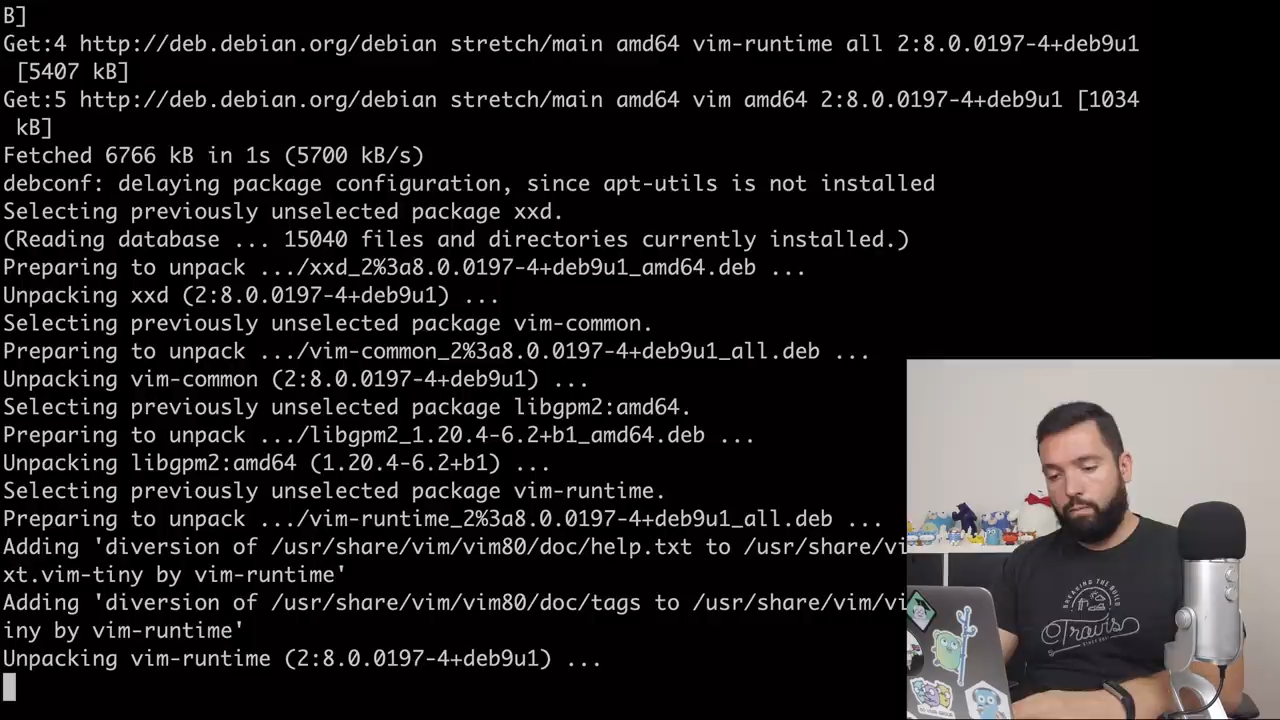 B]
Get:4 http://deb.debian.org/debian stretch/main amd64 vim-runtime all 2:8.0.0197-4+deb9u1
[5407 kB]
Get:5 http://deb.debian.org/debian stretch/main amd64 vim amd64 2:8.0.0197-4+deb9u1 [1034
kB]
Fetched 6766 kB in 1s (5700 kB/s)
debconf: delaying package configuration, since apt-utils is not installed
Selecting previously unselected package xxd.
(Reading database ... 15040 files and directories currently installed.)
Preparing to unpack .../xxd_2%3a8.0.0197-4+deb9u1_amd64.deb ...
Unpacking xxd (2:8.0.0197-4+deb9u1) ...
Selecting previously unselected package vim-common.
Preparing to unpack .../vim-common_2%3a8.0.0197-4+deb9u1_all.deb ...
Unpacking vim-common (2:8.0.0197-4+deb9u1) ...
Selecting previously unselected package libgpm2:amd64.
Preparing to unpack .../libgpm2_1.20.4-6.2+b1_amd64.deb ...
Unpacking libgpm2:amd64 (1.20.4-6.2+b1) ...
Selecting previously unselected package vim-runtime.
Preparing to unpack .../vim-runtime_2%3a8.0.0197-4+deb9u1_all.deb ...
Adding 'diversion of /usr/share/vim/vim80/doc/help.txt to /usr/share/vi
xt.vim-tiny by vim-runtime'
Adding 'diversion of /usr/share/vim/vim80/doc/tags to /usr/share/vim/vi
iny by vim-runtime'
Unpacking vim-runtime (2:8.0.0197-4+deb9u1) ...
BREAKING THE BUILD
Travis